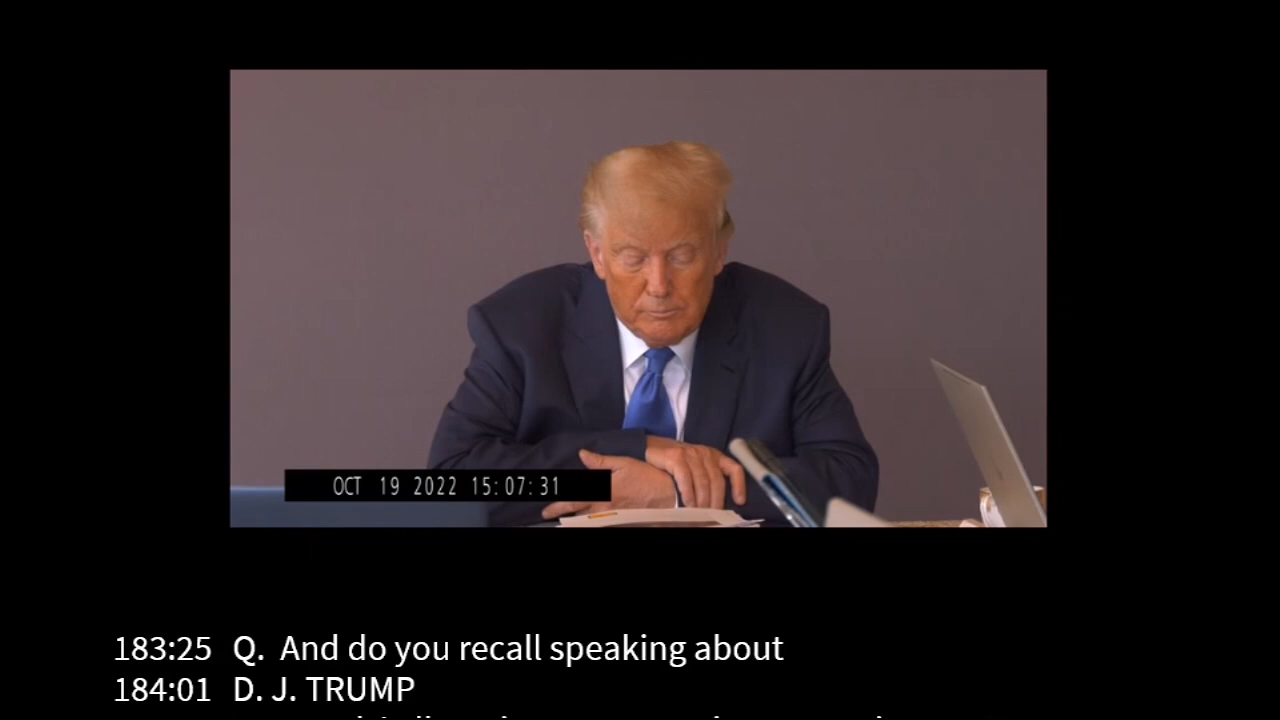 OCT 19 2022 15:07:31
183:25 Q. And do you recall speaking about
184:01 D. J. TRUMP